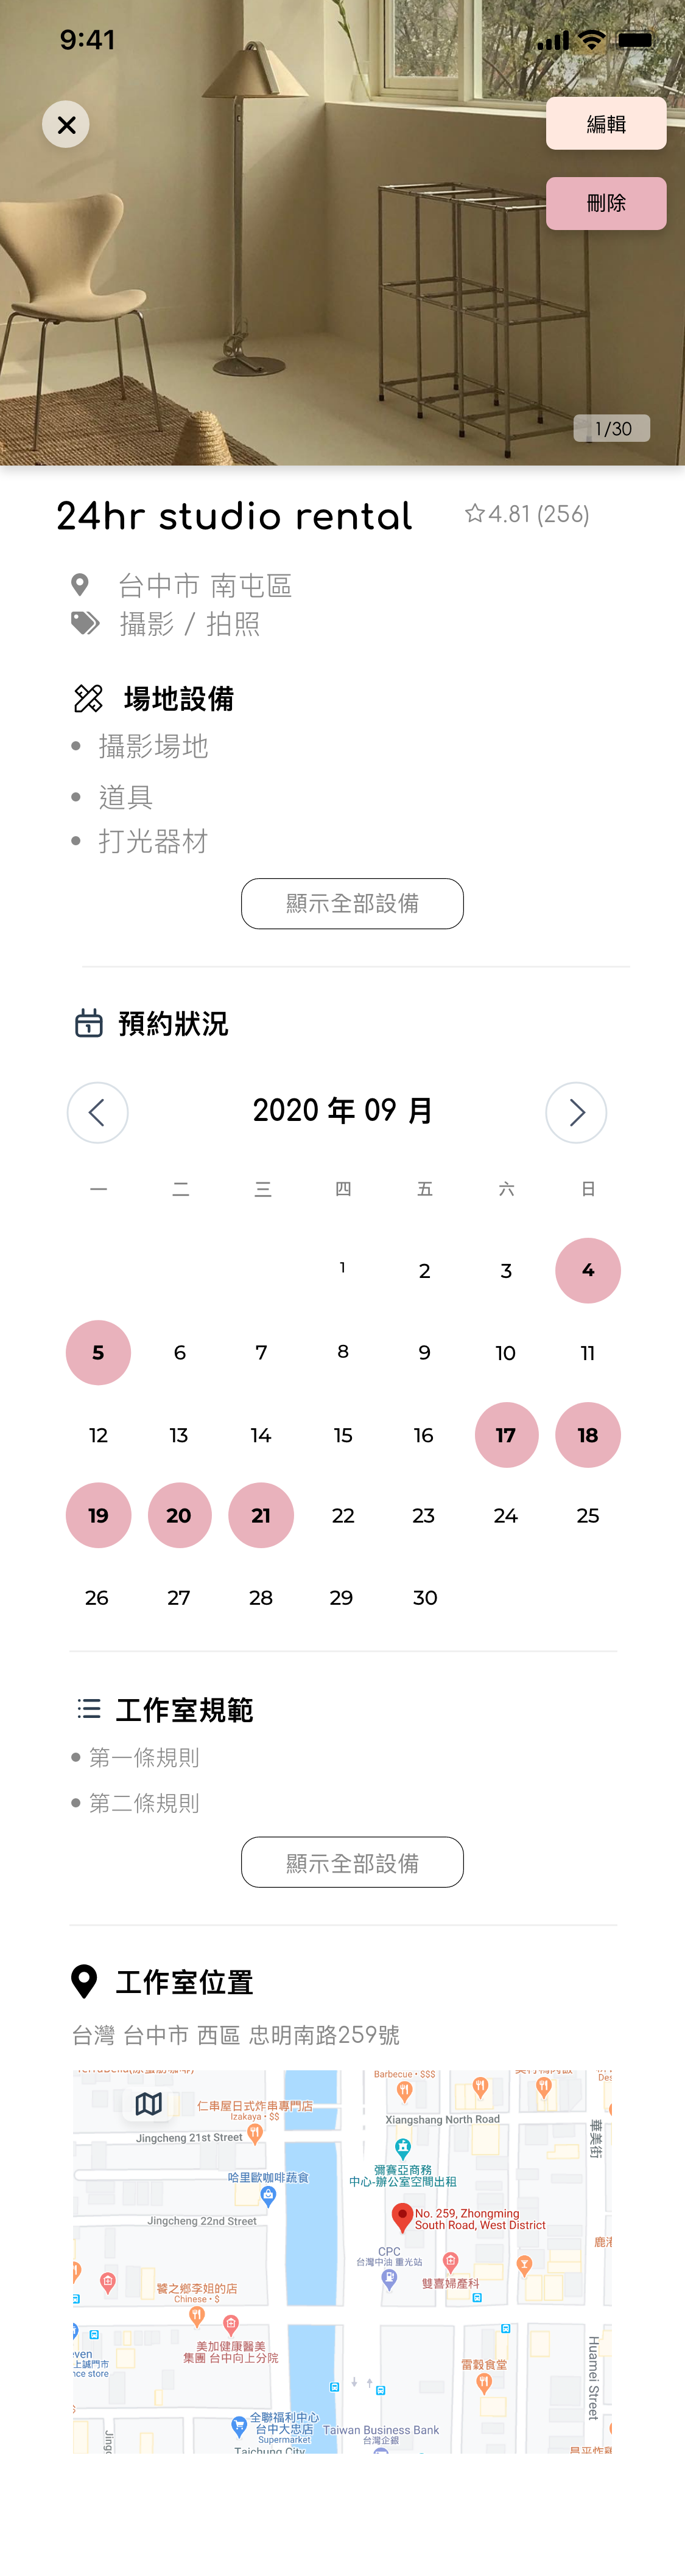 9:41
編輯
刪除
1/30
24hr studio rental
4.81 (256)
台中市 南屯區
攝影 / 拍照
場地設備
• 攝影場地
• 道具
• 打光器材
顯示全部設備
預約狀況
2020 年 09 月
一 二 三 四 五 六 日
1 2 3 4
5 6 7 8 9 10 11
12 13 14 15 16 17 18
19 20 21 22 23 24 25
26 27 28 29 30
工作室規範
• 第一條規則
• 第二條規則
顯示全部設備
工作室位置
台灣 台中市 西區 忠明南路259號
Barbecue • $$$
仁串屋日式炸串專門店
Izakaya • $$
Xiangshang North Road
華美街
Jingcheng 21st Street
彌賽亞商務
中心-辦公室空間出租
哈里歐咖啡蔬食
No. 259, Zhongming
South Road, West District
Jingcheng 22nd Street
CPC
台灣中油 重光站
雙喜婦產科
饕之鄉李姐的店
Chinese • $
美加健康醫美
集團 台中向上分院
上誠門市
雷穀食堂
Huamei Street
全聯福利中心
台中大忠店
Supermarket
Taiwan Business Bank
台灣企銀
Taichung City